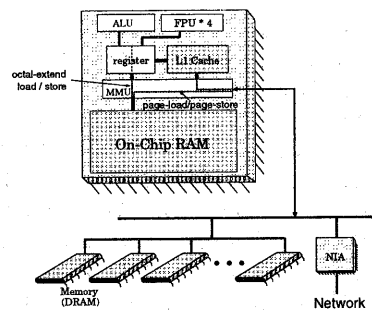 ALU
FPU * 4
register
L1 Cache
octal-extend
load / store
MMU
page-load/page-store
On-Chip RAM
Memory
(DRAM)
NIA
Network